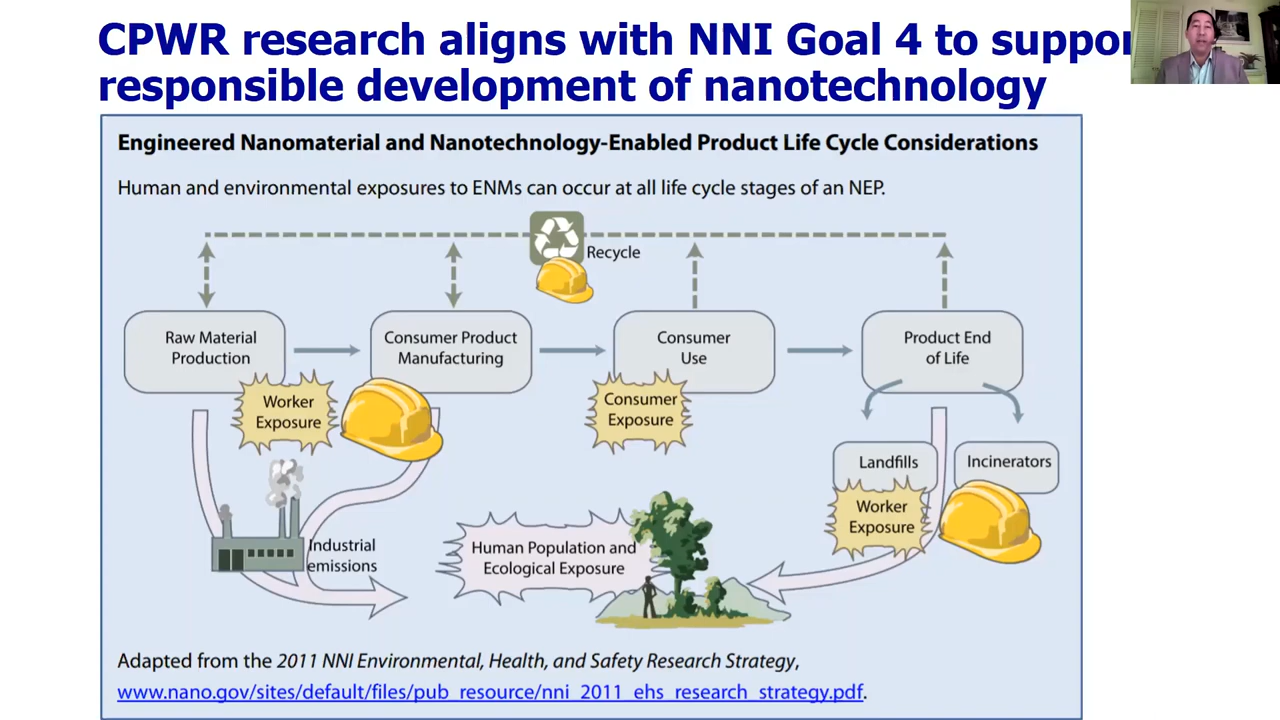 CPWR research aligns with NNI Goal 4 to suppor
responsible development of nanotechnology
Engineered Nanomaterial and Nanotechnology-Enabled Product Life Cycle Considerations
Human and environmental exposures to ENMs can occur at all life cycle stages of an NEP.
Recycle
Raw Material
Production
Consumer Product
Manufacturing
Consumer
Use
Product End
of Life
Worker
Exposure
Consumer
Exposure
Landfills
Incinerators
Worker
Exposure
Industrial
emissions
Human Population and
Ecological Exposure
Adapted from the 2011 NNI Environmental, Health, and Safety Research Strategy,
www.nano.gov/sites/default/files/pub_resource/nni_2011_ehs_research_strategy.pdf.